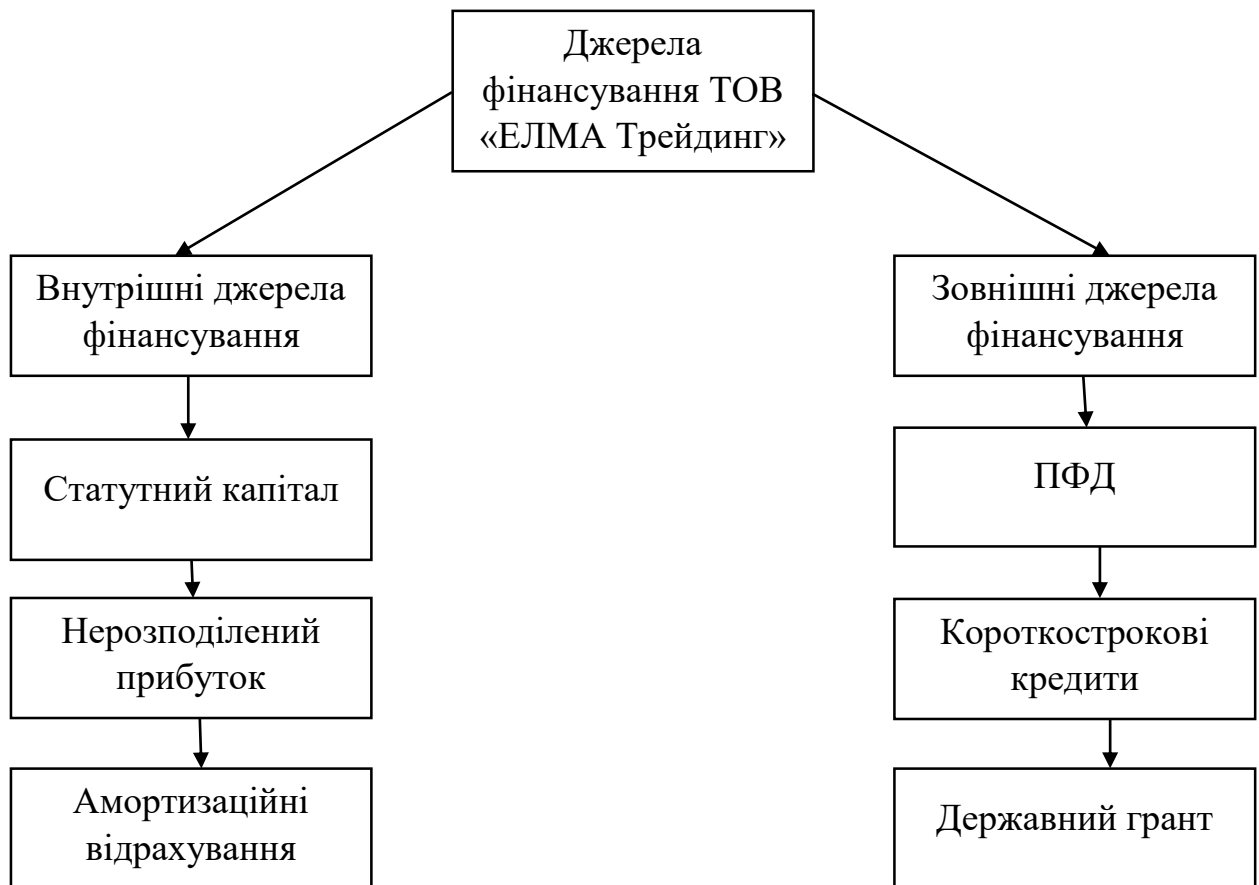 Джерела
фінансування ТОВ
«ЕЛМА Трейдинг»
Внутрішні джерела
фінансування
Зовнішні джерела
фінансування
Статутний капітал
ПФД
Нерозподілений
прибуток
Короткострокові
кредити
Амортизаційні
відрахування
Державний грант